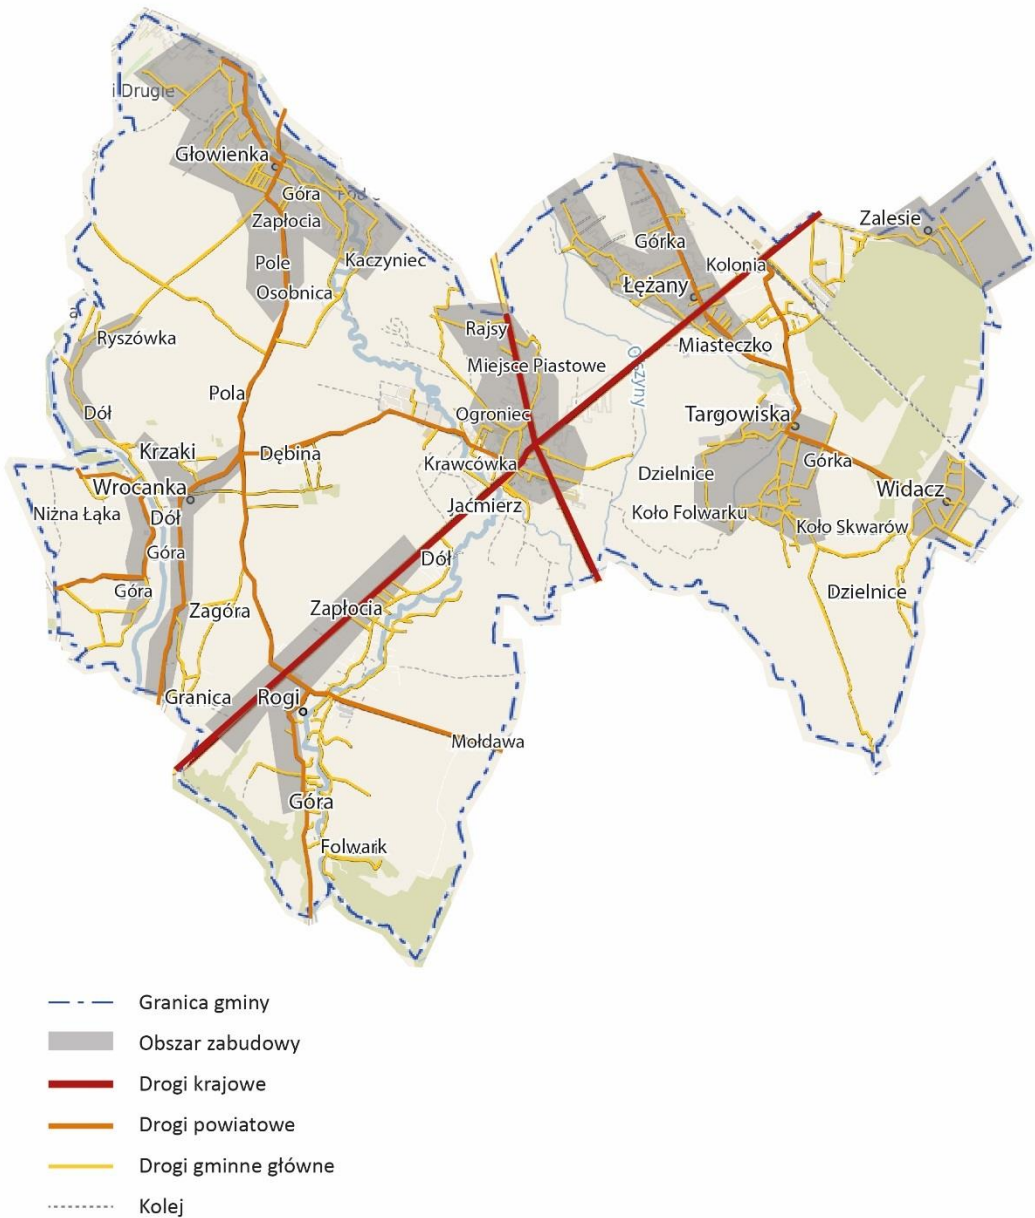 i Drugie
Głowienka
Góra
Zapłocia
Pole
Kaczyniec
Osobnica
Zalesie
Górka
Kolonia
Łężany
a
Ryszówka
Rajsy
Miasteczko
Miejsce Piastowe
Olszyny
Pola
Dół
Ogroniec
Targowiska
Krzaki
Dębina
Krawcówka
Dzielnice
Górka
Wrocanka
Widacz
Niżna Łąka
Dół
Jaćmierz
Koło Folwarku
Koło Skwarów
Góra
Dół
Góra
Zagóra
Zapłocia
Dzielnice
Granica
Rogi
Mołdawa
Góra
Folwark
Granica gminy
Obszar zabudowy
Drogi krajowe
Drogi powiatowe
Drogi gminne główne
Kolej